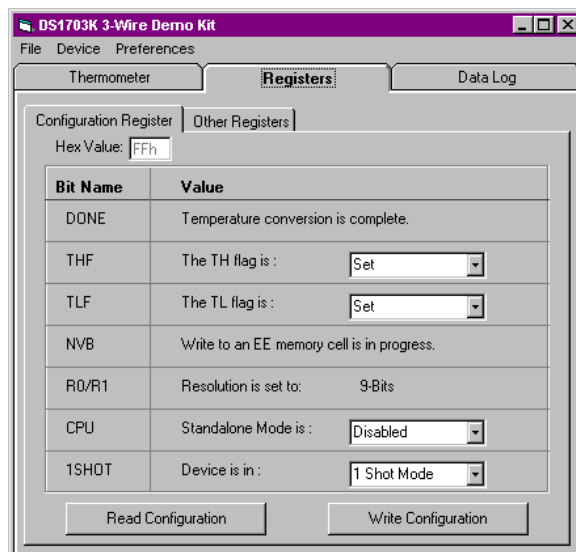 DS1703K 3-Wire Demo Kit
File Device Preferences
Thermometer Registers Data Log
Configuration Register Other Registers
Hex Value: FFh
Bit Name Value
DONE Temperature conversion is complete.
THF The TH flag is : Set
TLF The TL flag is : Set
NVB Write to an EE memory cell is in progress.
R0/R1 Resolution is set to: 9-Bits
CPU Standalone Mode is : Disabled
1SHOT Device is in : 1 Shot Mode
Read Configuration Write Configuration